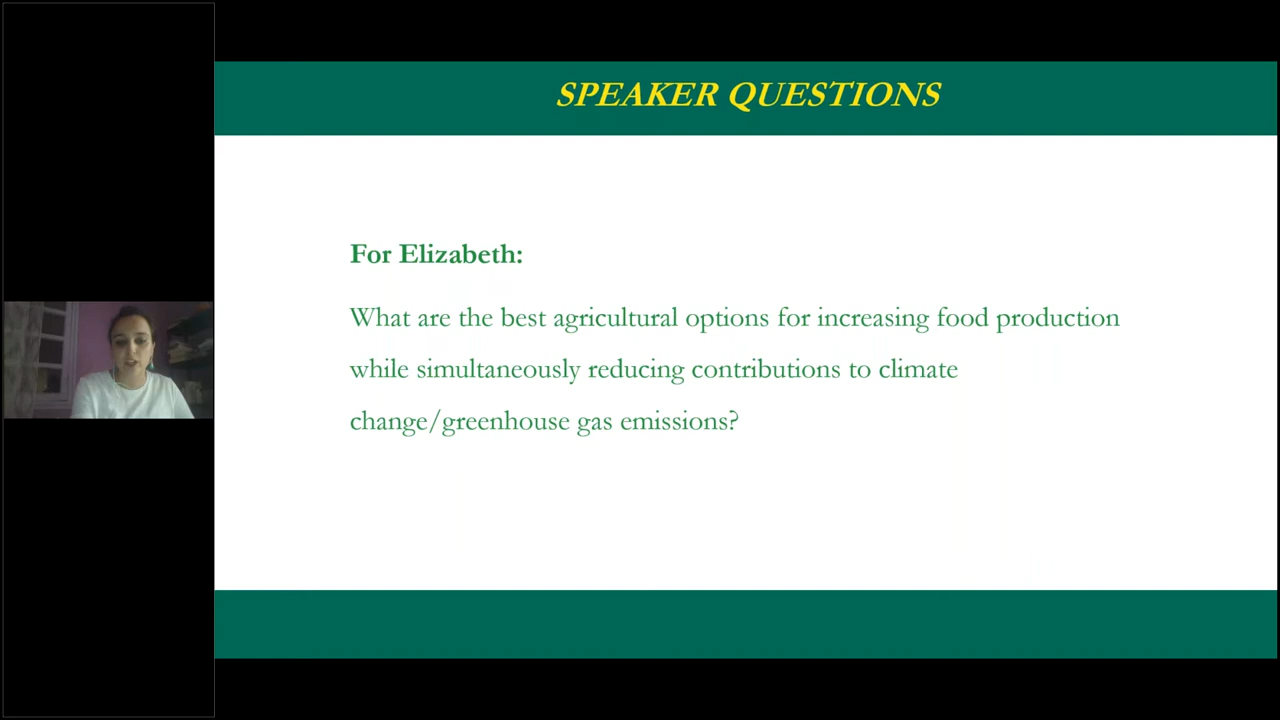 SPEAKER QUESTIONS
For Elizabeth:
What are the best agricultural options for increasing food production
while simultaneously reducing contributions to climate
change/greenhouse gas emissions?